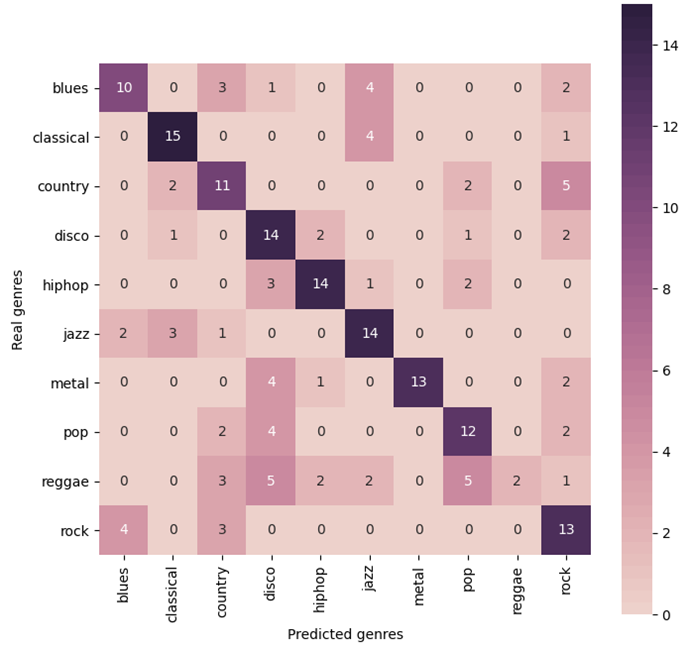 blues 10 0 3 1 0 4 0 0 0 2
classical 0 15 0 0 0 4 0 0 0 1
country 0 2 11 0 0 0 0 2 0 5
disco 0 1 0 14 2 0 0 1 0 2
hiphop 0 0 0 3 14 1 0 2 0 0
jazz 2 3 1 0 0 14 0 0 0 0
metal 0 0 0 4 1 0 13 0 0 2
pop 0 0 2 4 0 0 0 12 0 2
reggae 0 0 3 5 2 2 0 5 2 1
rock 4 0 3 0 0 0 0 0 0 13
blues classical country disco hiphop jazz metal pop reggae rock
Predicted genres
Real genres
14
12
10
8
6
4
2
0